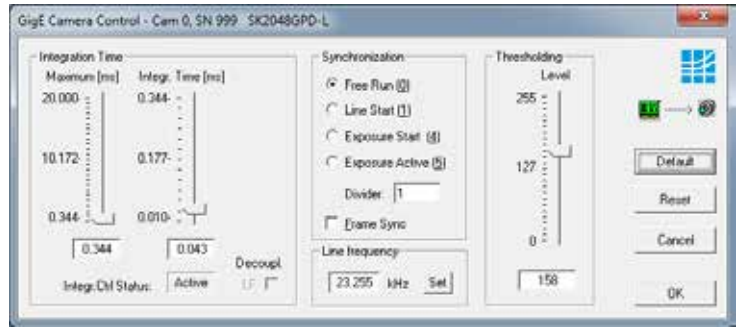 GigE Camera Control - Cam 0, SN 999 SK2048GPD-L
Integration Time
Maximum [ms]
Integr. Time [ms]
20.000
10.172
0.344
0.344
0.177
0.010
0.344
0.043
Decoupl.
LF
Integr.Ctrl Status:
Active
Synchronization
Free Run (0)
Line Start (1)
Exposure Start (4)
Exposure Active (5)
Divider:
1
Frame Sync
Line frequency
23.255
kHz
Set
Thresholding
Level
255
127
0
158
Default
Reset
Cancel
OK